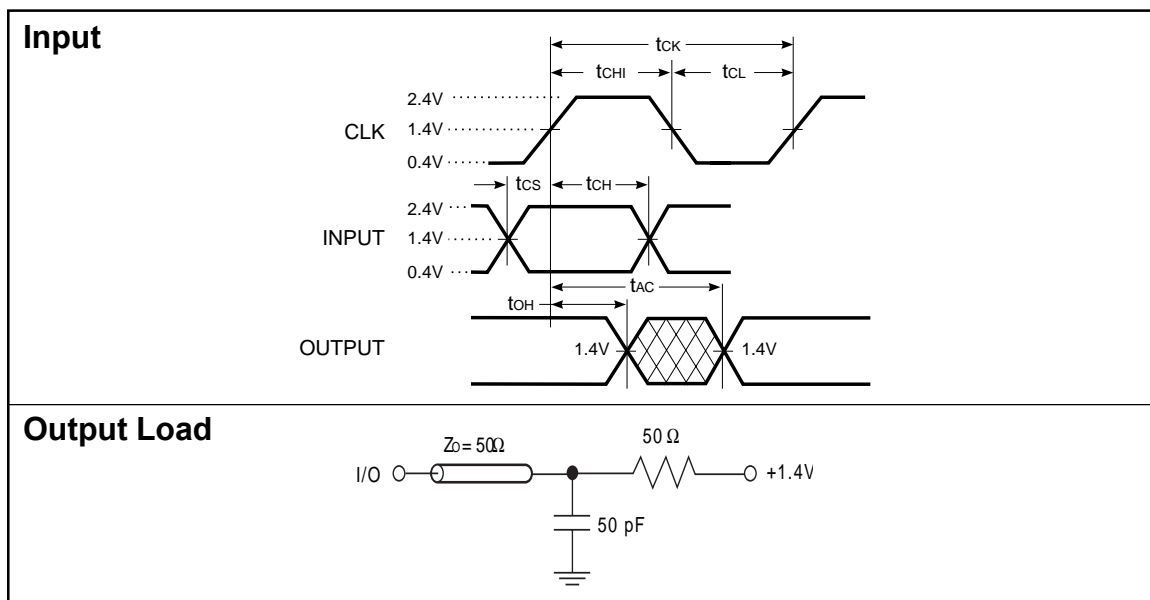 Input
tCK
tCHI
tCL
2.4V
CLK
1.4V
0.4V
tCS
tCH
2.4V
INPUT
1.4V
0.4V
tAC
tOH
OUTPUT
1.4V
1.4V
Output Load
ZO = 50Ω
50 Ω
I/O
+1.4V
50 pF